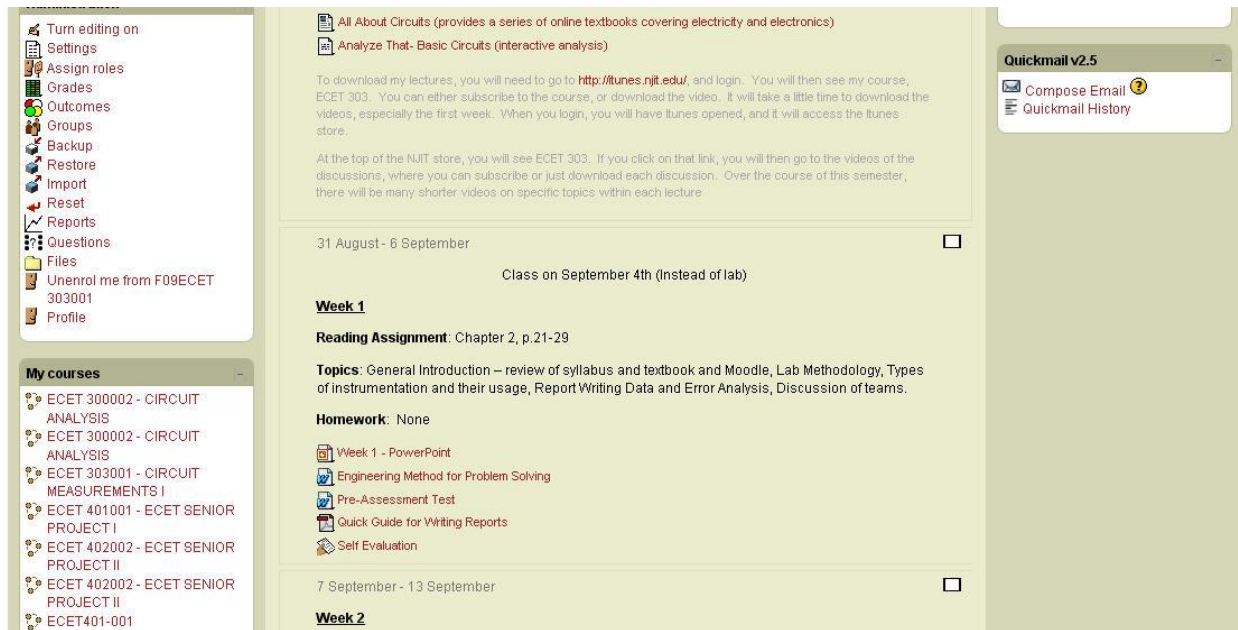 Turn editing on
Settings
Assign roles
Grades
Outcomes
Groups
Backup
Restore
Import
Reset
Reports
Questions
Files
Unenrol me from F09ECET
303001
Profile
My courses
ECET 300002 - CIRCUIT
ANALYSIS
ECET 300002 - CIRCUIT
ANALYSIS
ECET 303001 - CIRCUIT
MEASUREMENTS I
ECET 401001 - ECET SENIOR
PROJECT I
ECET 402002 - ECET SENIOR
PROJECT II
ECET 402002 - ECET SENIOR
PROJECT II
ECET401-001
All About Circuits (provides a series of online textbooks covering electricity and electronics)
Analyze That- Basic Circuits (interactive analysis)
To download my lectures, you will need to go to http://itunes.njit.edu/, and login. You will then see my course,
ECET 303. You can either subscribe to the course, or download the video. It will take a little time to download the
videos, especially the first week. When you login, you will have Itunes opened, and it will access the Itunes
store.
At the top of the NJIT store, you will see ECET 303. If you click on that link, you will then go to the videos of the
discussions, where you can subscribe or just download each discussion. Over the course of this semester,
there will be many shorter videos on specific topics within each lecture
31 August - 6 September
Class on September 4th (Instead of lab)
Week 1
Reading Assignment: Chapter 2, p.21-29
Topics: General Introduction – review of syllabus and textbook and Moodle, Lab Methodology, Types
of instrumentation and their usage, Report Writing Data and Error Analysis, Discussion of teams.
Homework: None
Week 1 - PowerPoint
Engineering Method for Problem Solving
Pre-Assessment Test
Quick Guide for Writing Reports
Self Evaluation
7 September - 13 September
Week 2
Quickmail v2.5
Compose Email
Quickmail History